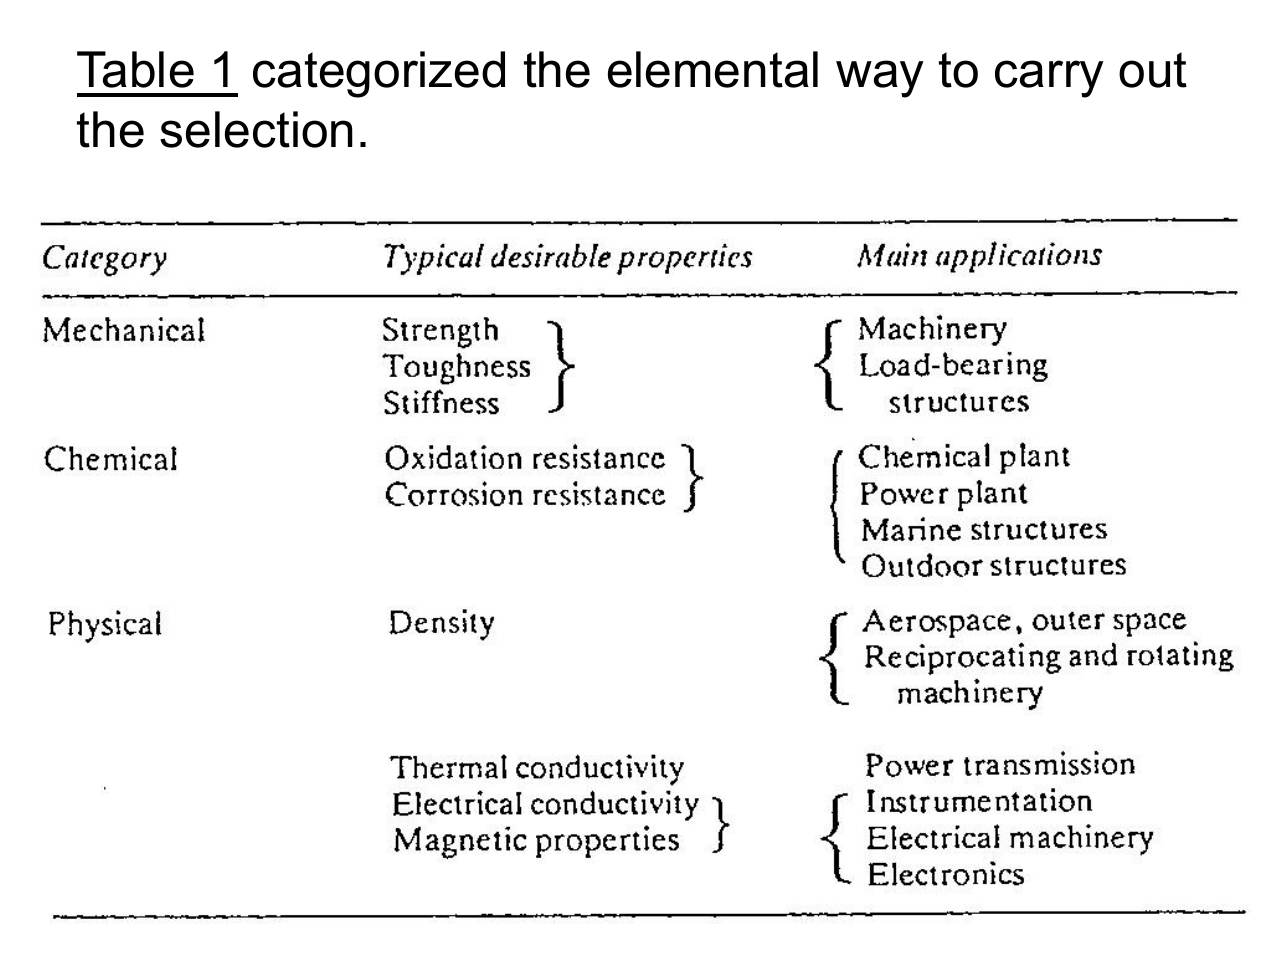 Table 1 categorized the elemental way to carry out
the selection.
Category Typical desirable properties Main applications
Mechanical Strength } { Machinery
Toughness Load-bearing
Stiffness structures
Chemical Oxidation resistance } { Chemical plant
Corrosion resistance Power plant
Marine structures
Outdoor structures
Physical Density { Aerospace, outer space
Reciprocating and rotating
machinery
Thermal conductivity Power transmission
Electrical conductivity } { Instrumentation
Magnetic properties Electrical machinery
Electronics